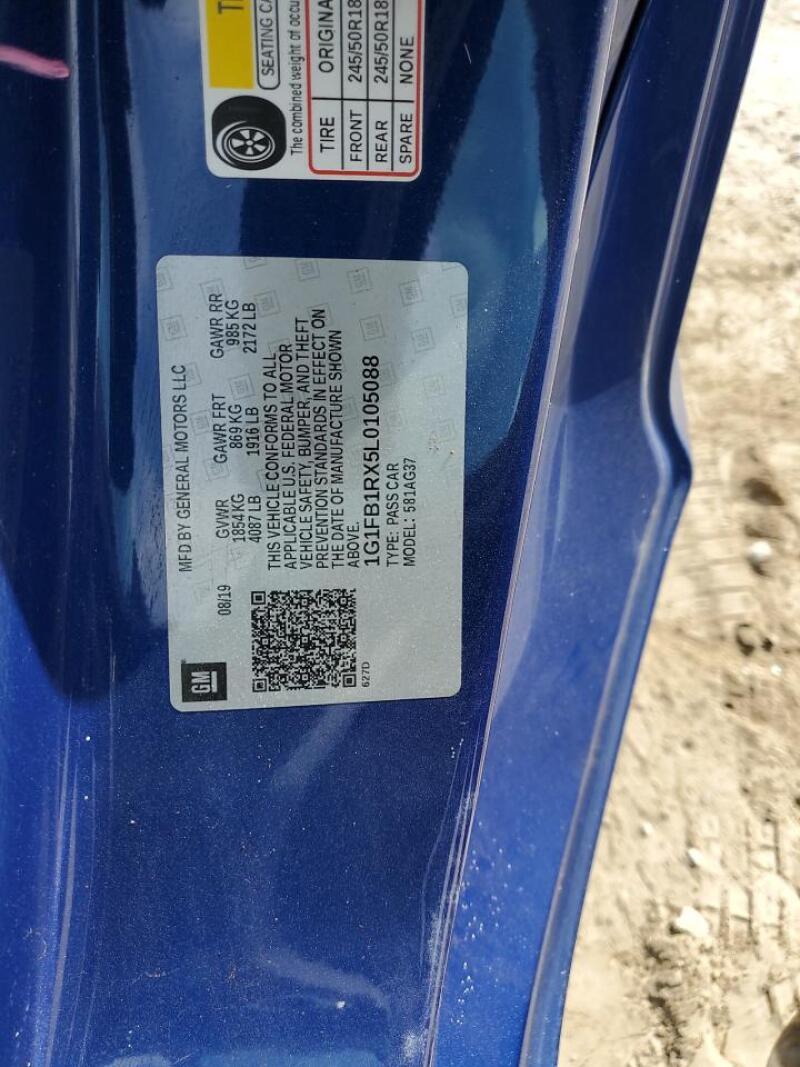 MFD BY GENERAL MOTORS LLC
08/19 GVWR GAWR FRT GAWR RR
1854 KG 869 KG 985 KG
4087 LB 1916 LB 2172 LB
THIS VEHICLE CONFORMS TO ALL
APPLICABLE U.S. FEDERAL MOTOR
VEHICLE SAFETY, BUMPER, AND THEFT
PREVENTION STANDARDS IN EFFECT ON
THE DATE OF MANUFACTURE SHOWN
ABOVE.
1G1FB1RX5L0105088
TYPE: PASS CAR
MODEL: 581AG37
GM
627D
SEATING CA
The combined weight of occu
TIRE ORIGINA
FRONT 245/50R18
REAR 245/50R18
SPARE NONE